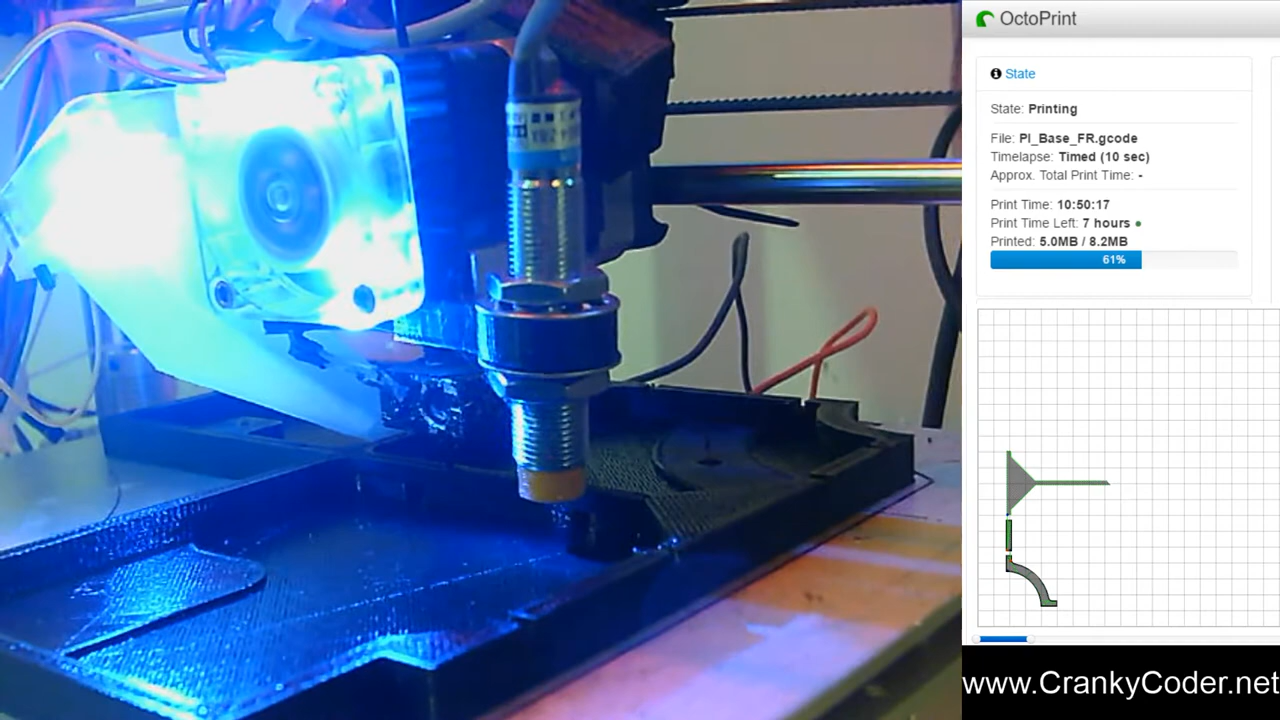 OctoPrint
State
State: Printing
File: PI_Base_FR.gcode
Timelapse: Timed (10 sec)
Approx. Total Print Time: -
Print Time: 10:50:17
Print Time Left: 7 hours
Printed: 5.0MB / 8.2MB
61%
www.CrankyCoder.net